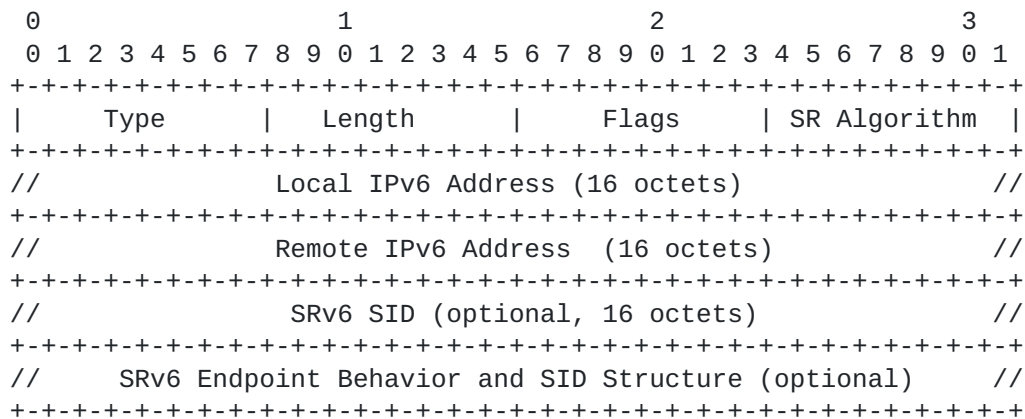 0                   1                   2                   3
0 1 2 3 4 5 6 7 8 9 0 1 2 3 4 5 6 7 8 9 0 1 2 3 4 5 6 7 8 9 0 1
+-+-+-+-+-+-+-+-+-+-+-+-+-+-+-+-+-+-+-+-+-+-+-+-+-+-+-+-+-+-+-+-+
|     Type      |   Length      |     Flags     | SR Algorithm  |
+-+-+-+-+-+-+-+-+-+-+-+-+-+-+-+-+-+-+-+-+-+-+-+-+-+-+-+-+-+-+-+-+
//               Local IPv6 Address (16 octets)                //
+-+-+-+-+-+-+-+-+-+-+-+-+-+-+-+-+-+-+-+-+-+-+-+-+-+-+-+-+-+-+-+-+
//               Remote IPv6 Address  (16 octets)              //
+-+-+-+-+-+-+-+-+-+-+-+-+-+-+-+-+-+-+-+-+-+-+-+-+-+-+-+-+-+-+-+-+
//                SRv6 SID (optional, 16 octets)               //
+-+-+-+-+-+-+-+-+-+-+-+-+-+-+-+-+-+-+-+-+-+-+-+-+-+-+-+-+-+-+-+-+
//     SRv6 Endpoint Behavior and SID Structure (optional)     //
+-+-+-+-+-+-+-+-+-+-+-+-+-+-+-+-+-+-+-+-+-+-+-+-+-+-+-+-+-+-+-+-+